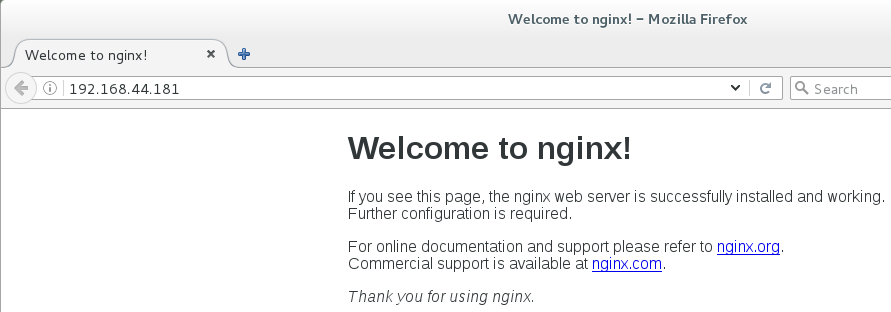 Welcome to nginx! – Mozilla Firefox
Welcome to nginx!
192.168.44.181
Search
Welcome to nginx!
If you see this page, the nginx web server is successfully installed and working.
Further configuration is required.
For online documentation and support please refer to nginx.org.
Commercial support is available at nginx.com.
Thank you for using nginx.